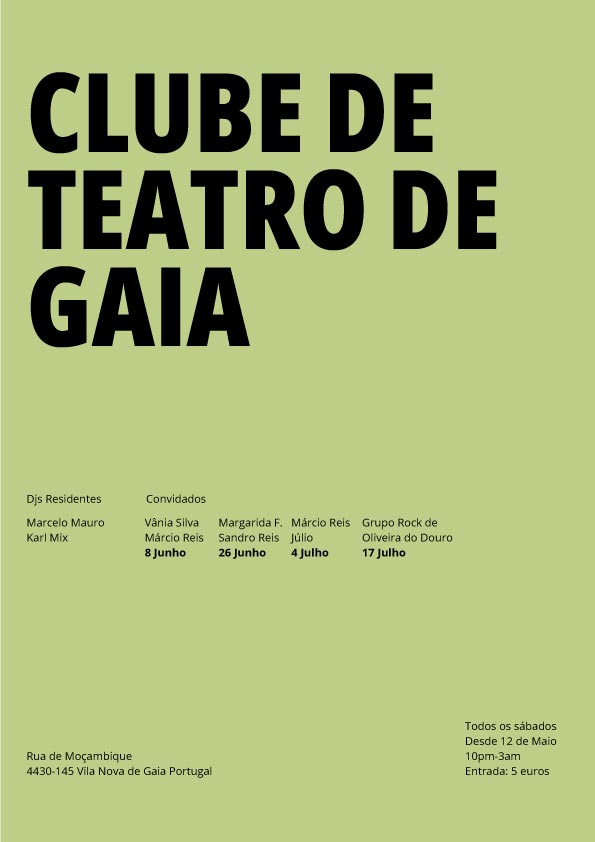 CLUBE DE
TEATRO DE
GAIA
Djs Residentes
Marcelo Mauro
Karl Mix
Convidados
Vânia Silva
Márcio Reis
8 Junho
Margarida F.
Sandro Reis
26 Junho
Márcio Reis
Júlio
4 Julho
Grupo Rock de
Oliveira do Douro
17 Julho
Rua de Moçambique
4430-145 Vila Nova de Gaia Portugal
Todos os sábados
Desde 12 de Maio
10pm-3am
Entrada: 5 euros